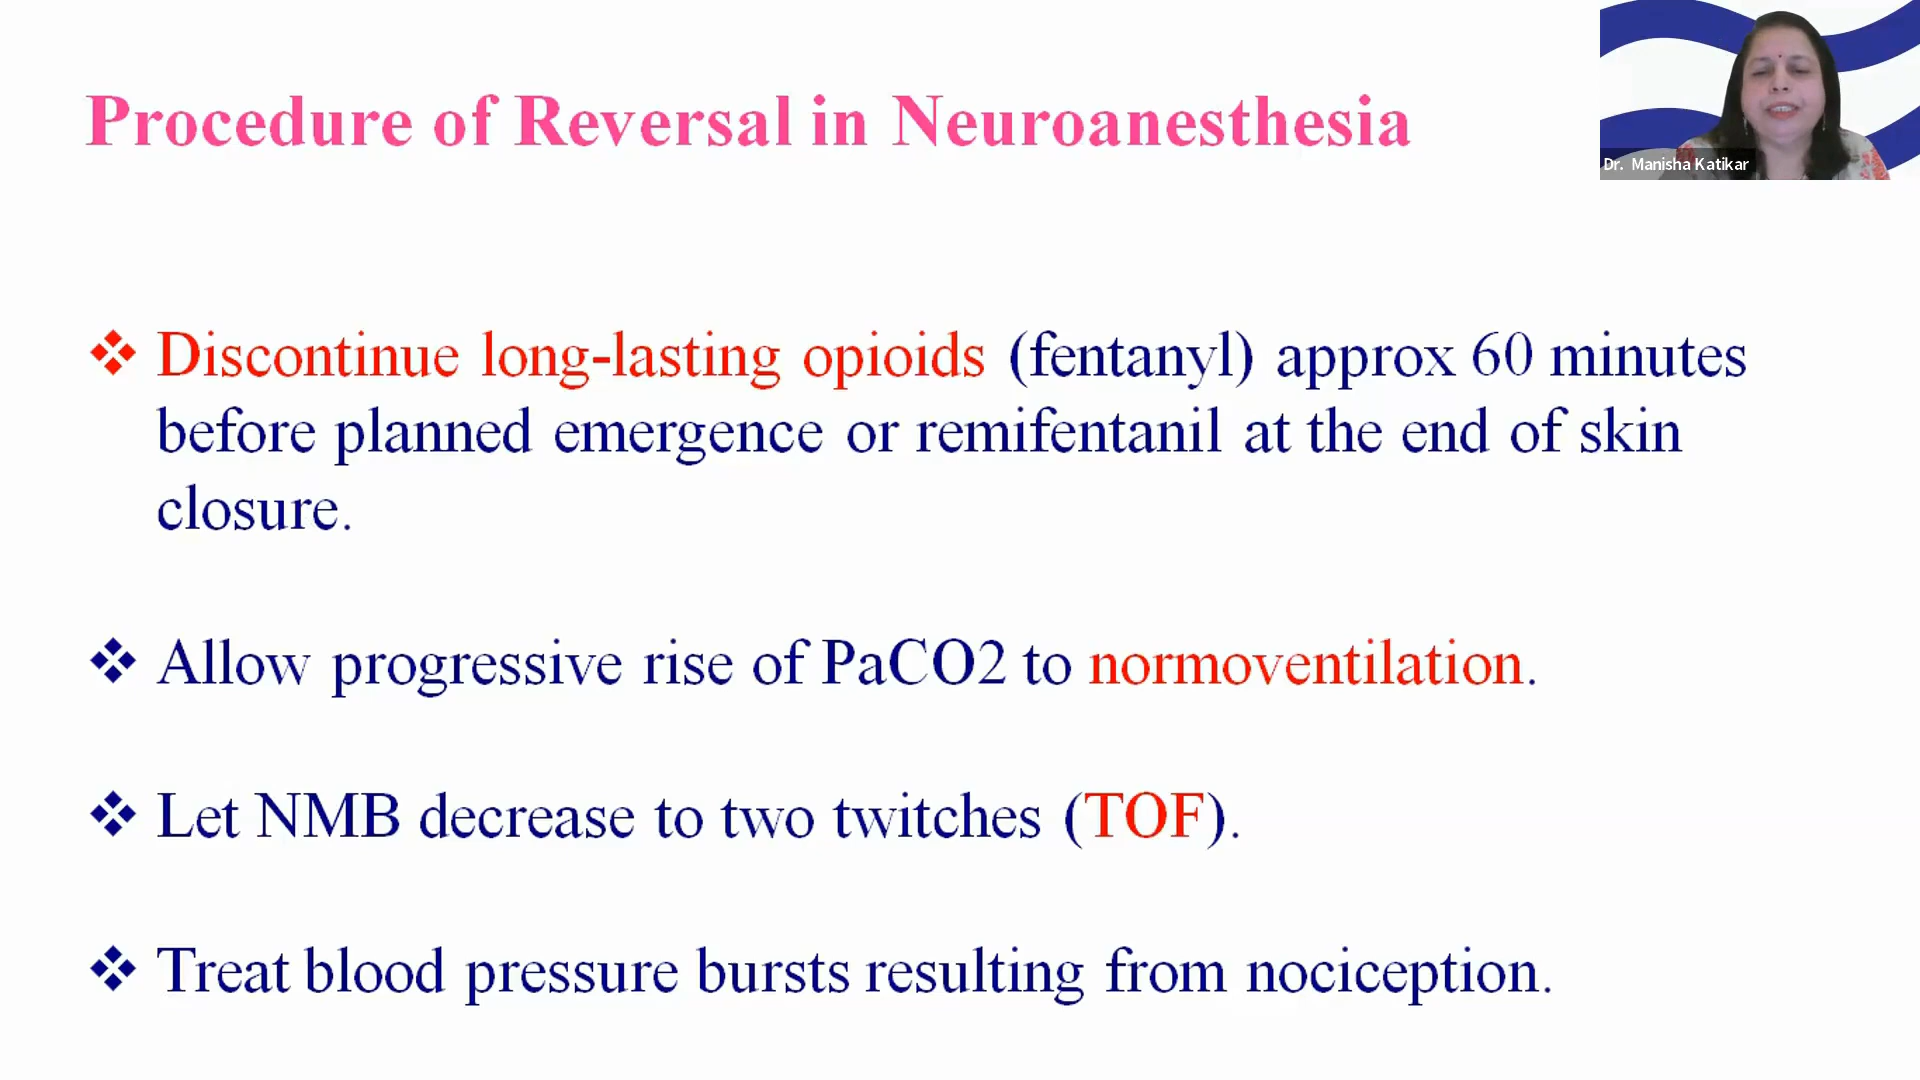 Procedure of Reversal in Neuroanesthesia
Dr. Manisha Katikar
❖ Discontinue long-lasting opioids (fentanyl) approx 60 minutes
before planned emergence or remifentanil at the end of skin
closure.
❖ Allow progressive rise of PaCO2 to normoventilation.
❖ Let NMB decrease to two twitches (TOF).
❖ Treat blood pressure bursts resulting from nociception.